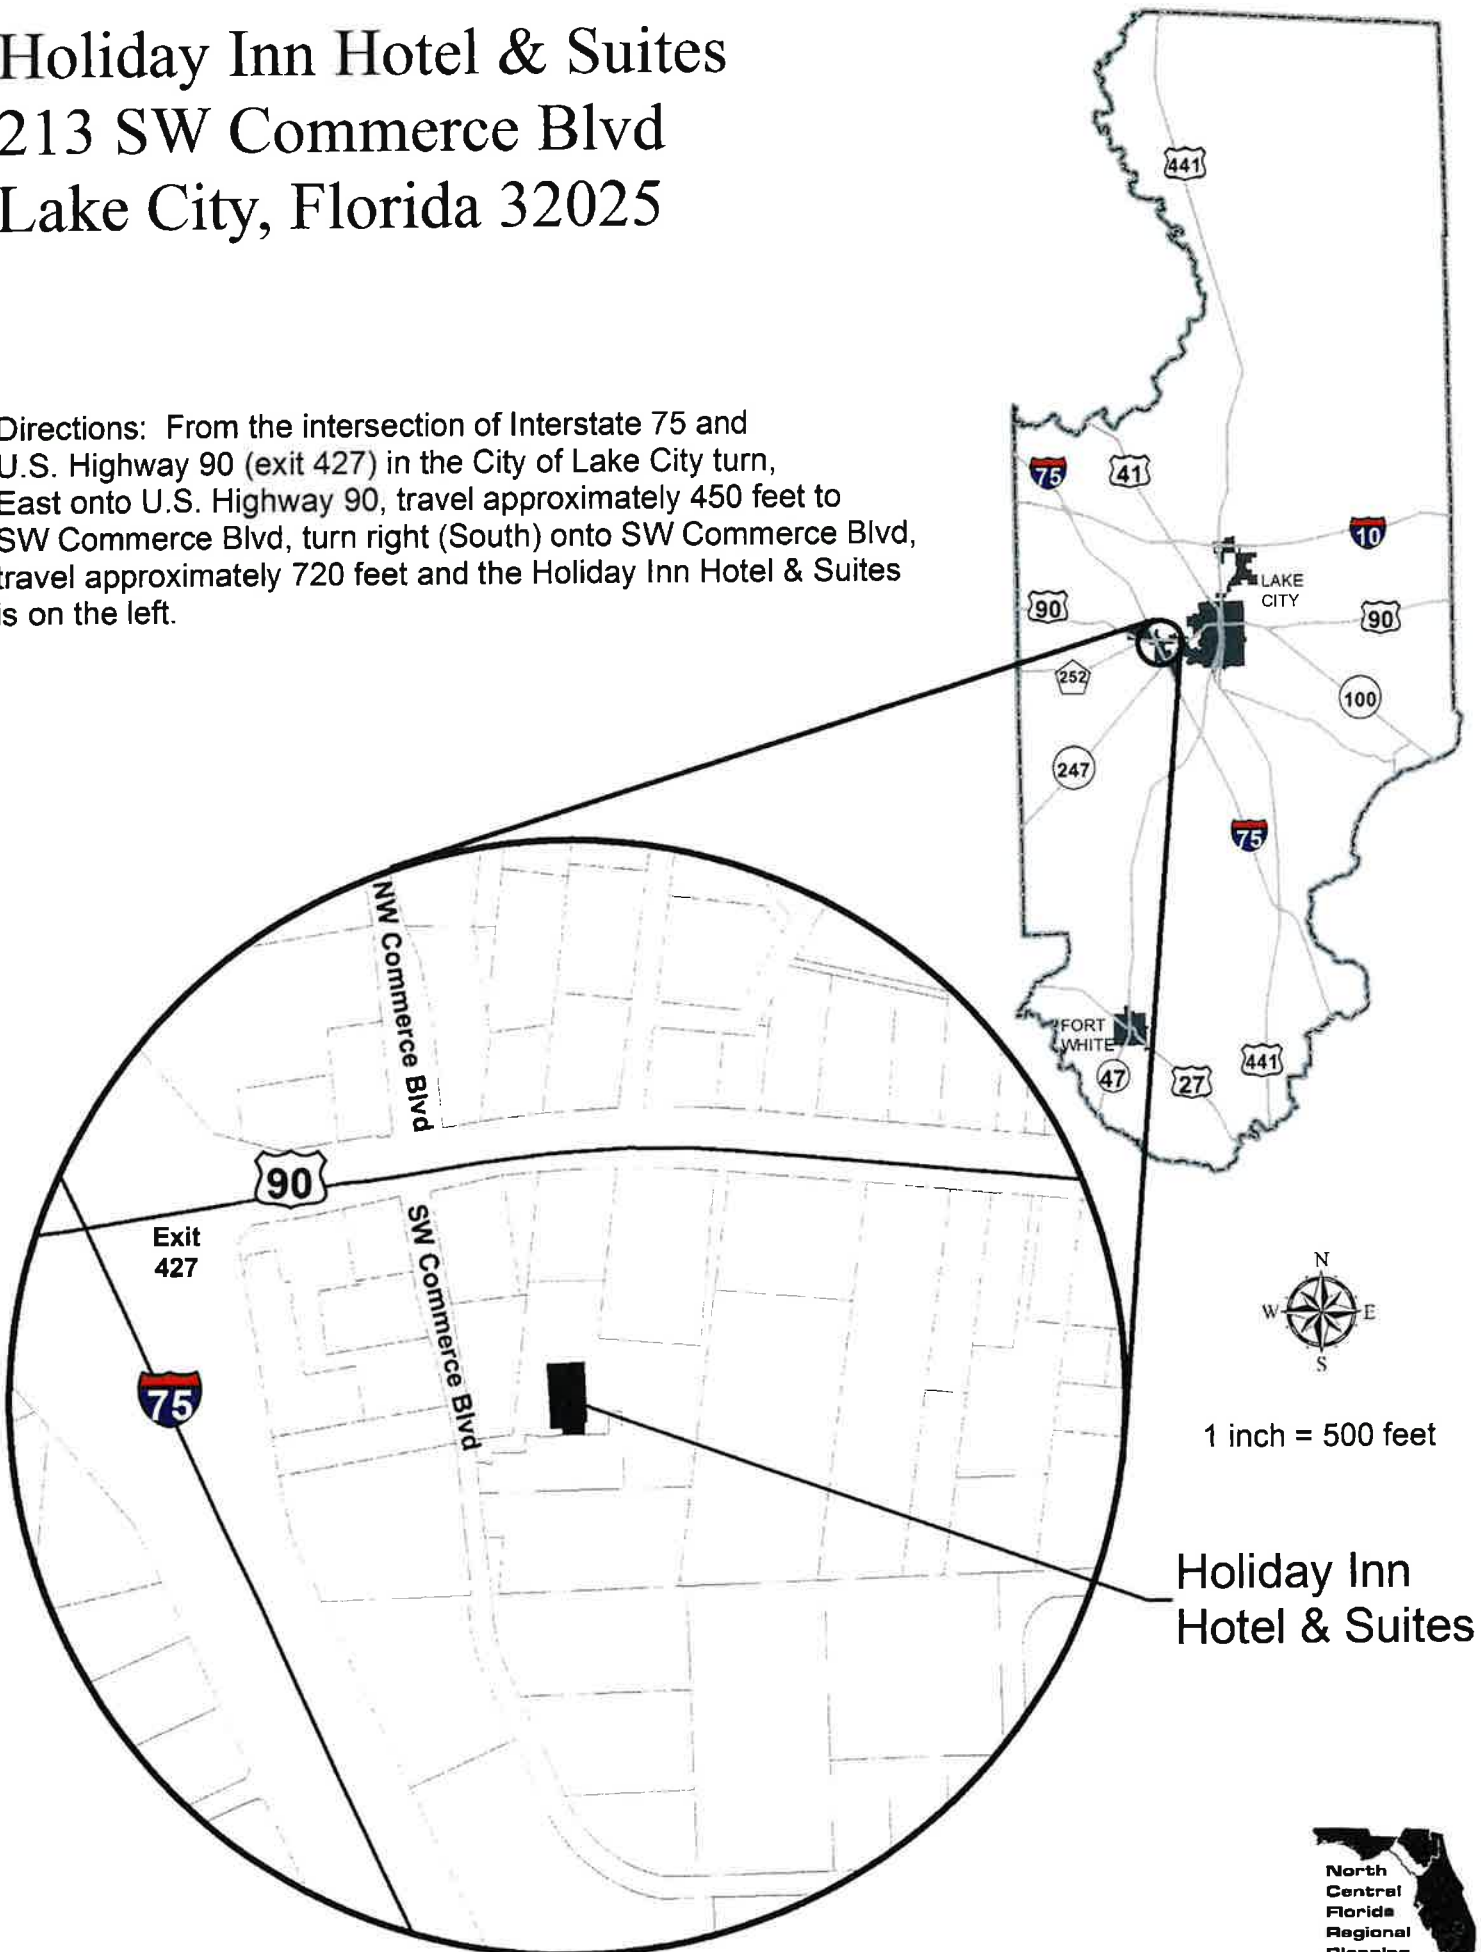 Holiday Inn Hotel & Suites
213 SW Commerce Blvd
Lake City, Florida 32025
Directions: From the intersection of Interstate 75 and
U.S. Highway 90 (exit 427) in the City of Lake City turn,
East onto U.S. Highway 90, travel approximately 450 feet to
SW Commerce Blvd, turn right (South) onto SW Commerce Blvd,
travel approximately 720 feet and the Holiday Inn Hotel & Suites
is on the left.
441
75
41
10
LAKE
CITY
90
90
252
100
247
75
FORT
WHITE
47
27
441
NW Commerce Blvd
90
Exit
427
SW Commerce Blvd
75
N
W
E
S
1 inch = 500 feet
Holiday Inn
Hotel & Suites
North
Central
Florida
Regional
Planning